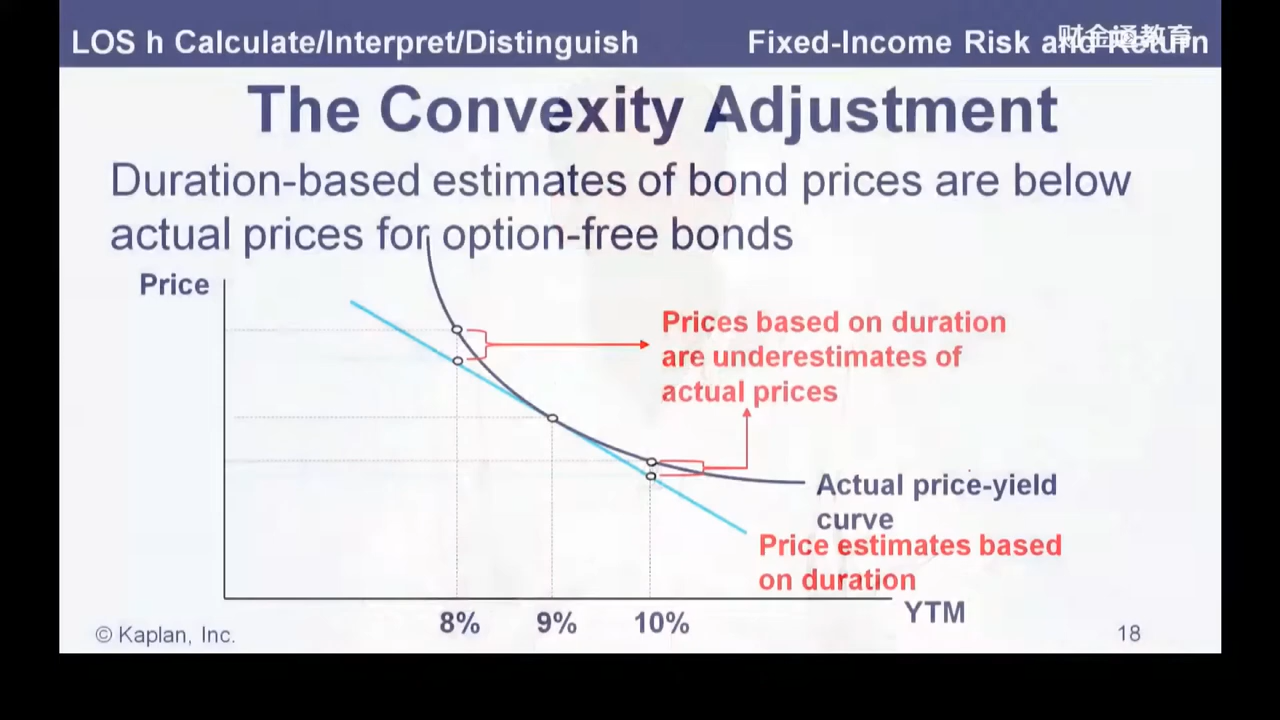 LOS h Calculate/Interpret/Distinguish
Fixed-Income Risk and Return
财金通教育
The Convexity Adjustment
Duration-based estimates of bond prices are below
actual prices for option-free bonds
Price
Prices based on duration
are underestimates of
actual prices
Actual price-yield
curve
Price estimates based
on duration
8%
9%
10%
YTM
© Kaplan, Inc.
18